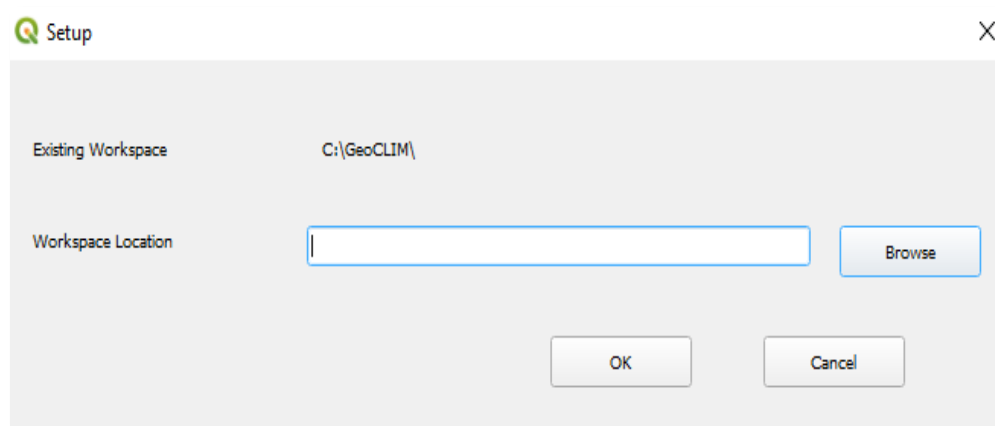 Setup
Existing Workspace C:\GeoCLIM\
Workspace Location
Browse
OK Cancel